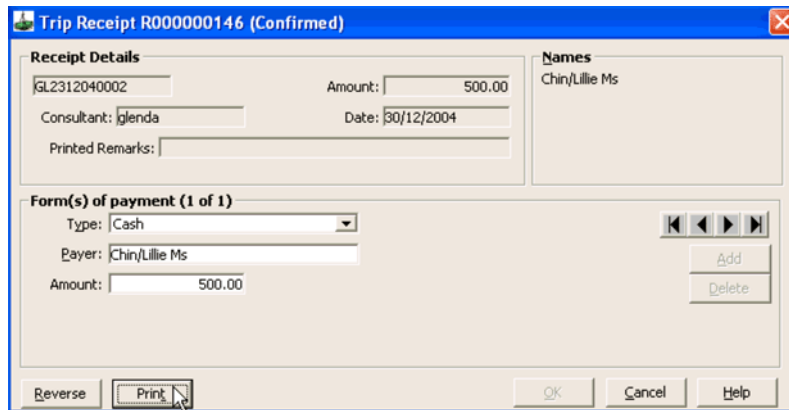 Trip Receipt R000000146 (Confirmed)
Receipt Details
GL2312040002
Amount: 500.00
Consultant: glenda
Date: 30/12/2004
Printed Remarks:
Names
Chin/Lillie Ms
Form(s) of payment (1 of 1)
Type: Cash
Payer: Chin/Lillie Ms
Amount: 500.00
Add
Delete
Reverse
Print
OK
Cancel
Help